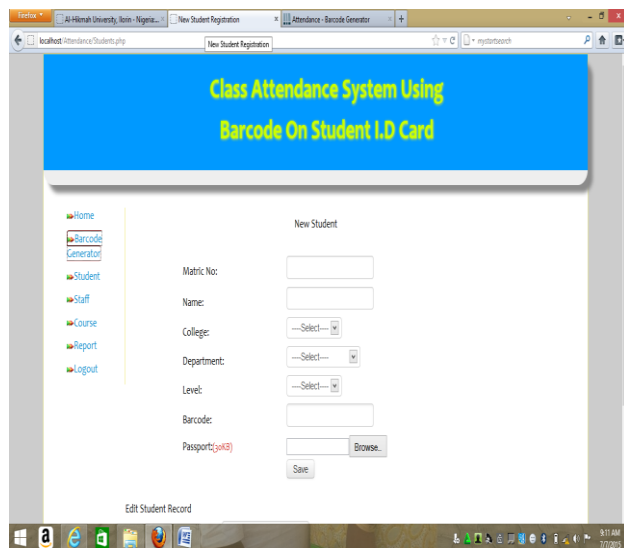 Firefox
Al-Hikmah University, Ilorin - Nigeria...
New Student Registration
Attendance - Barcode Generator
localhost/Attendance/Students.php
New Student Registration
mystartsearch
Class Attendance System Using
Barcode On Student I.D Card
Home
Barcode
Generator
Student
Staff
Course
Report
Logout
New Student
Matric No:
Name:
College: ----Select----
Department: ----Select----
Level: ----Select----
Barcode:
Passport:(30KB) Browse..
Save
Edit Student Record
9:11 AM
7/7/2015